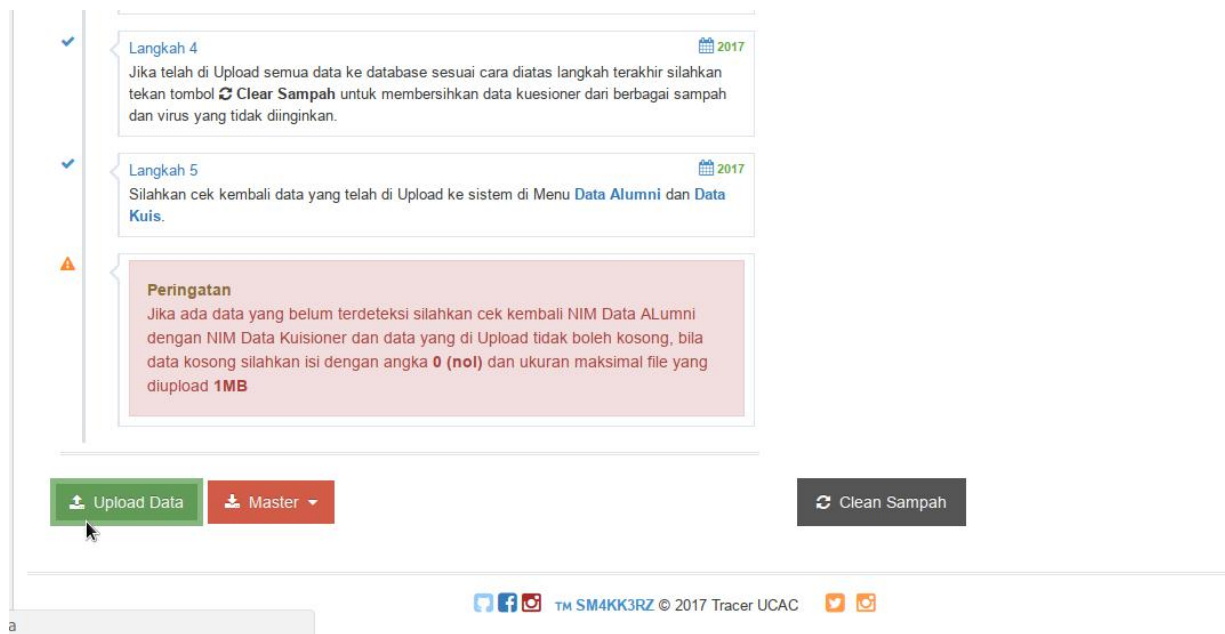 Langkah 4
2017
Jika telah di Upload semua data ke database sesuai cara diatas langkah terakhir silahkan
tekan tombol Clear Sampah untuk membersihkan data kuesioner dari berbagai sampah
dan virus yang tidak diinginkan.
Langkah 5
2017
Silahkan cek kembali data yang telah di Upload ke sistem di Menu Data Alumni dan Data
Kuis.
Peringatan
Jika ada data yang belum terdeteksi silahkan cek kembali NIM Data ALumni
dengan NIM Data Kuisioner dan data yang di Upload tidak boleh kosong, bila
data kosong silahkan isi dengan angka 0 (nol) dan ukuran maksimal file yang
diupload 1MB
Upload Data
Master
Clean Sampah
TM SM4KK3RZ © 2017 Tracer UCAC
a